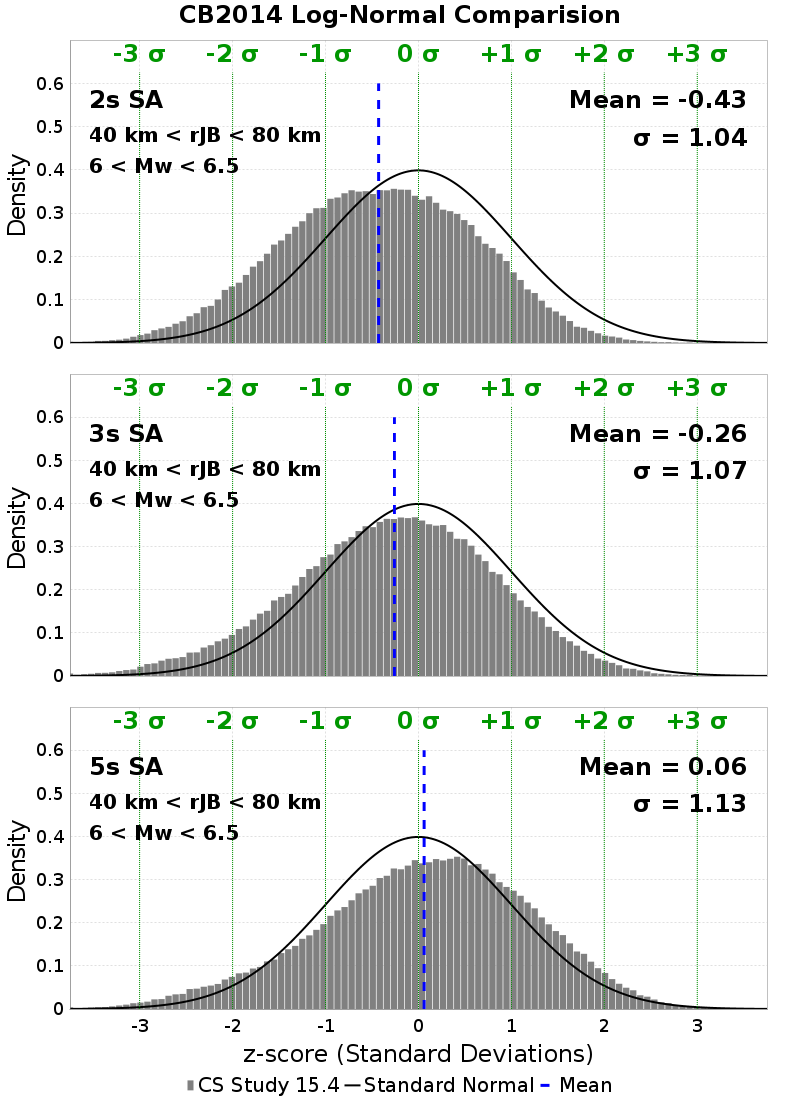 CB2014 Log-Normal Comparision
-3 σ -2 σ -1 σ 0 σ +1 σ +2 σ +3 σ
0.6
2s SA Mean = -0.43
0.5
40 km < rJB < 80 km σ = 1.04
6 < Mw < 6.5
0.4
0.3
0.2
0.1
0
Density
-3 σ -2 σ -1 σ 0 σ +1 σ +2 σ +3 σ
0.6
3s SA Mean = -0.26
0.5
40 km < rJB < 80 km σ = 1.07
6 < Mw < 6.5
0.4
0.3
0.2
0.1
0
Density
-3 σ -2 σ -1 σ 0 σ +1 σ +2 σ +3 σ
0.6
5s SA Mean = 0.06
0.5
40 km < rJB < 80 km σ = 1.13
6 < Mw < 6.5
0.4
0.3
0.2
0.1
0
Density
-3 -2 -1 0 1 2 3
z-score (Standard Deviations)
CS Study 15.4 Standard Normal Mean